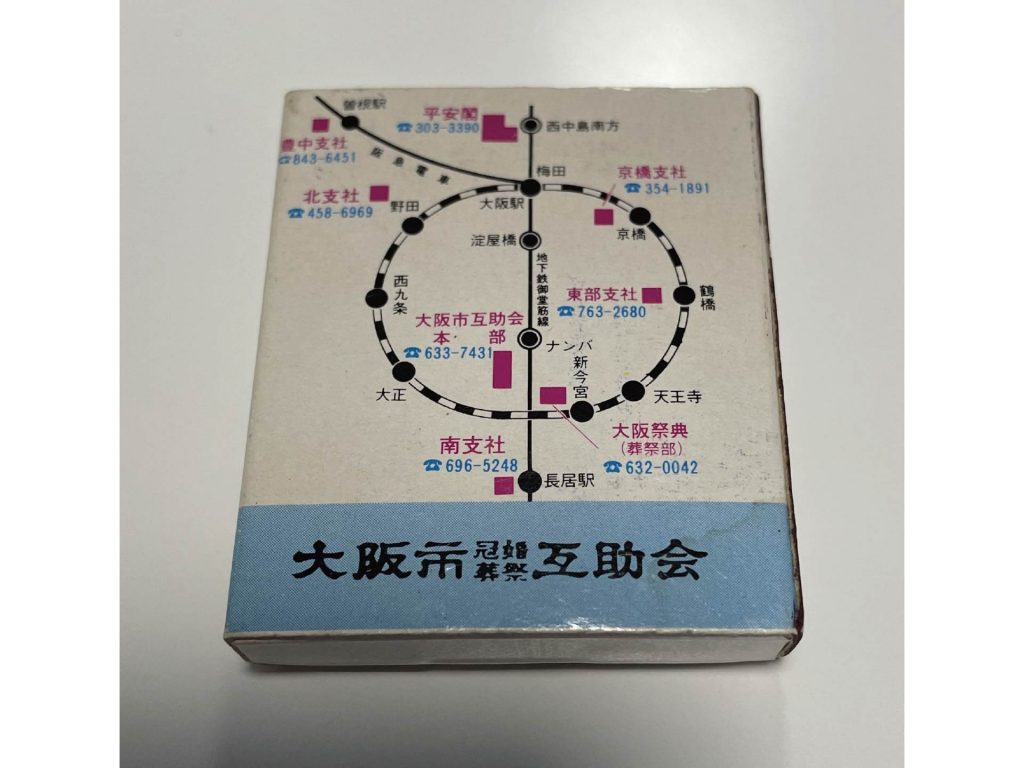 曽根駅
平安閣
☎303-3390
西中島南方
豊中支社
☎843-6451
阪急電車
梅田
大阪駅
京橋支社
☎354-1891
北支社
☎458-6969
野田
京橋
淀屋橋
地下鉄御堂筋線
西九条
東部支社
☎763-2680
鶴橋
大阪市互助会
本部
☎633-7431
ナンバ
新今宮
大正
天王寺
大阪祭典
(葬祭部)
☎632-0042
南支社
☎696-5248
長居駅
大阪市冠婚葬祭互助会